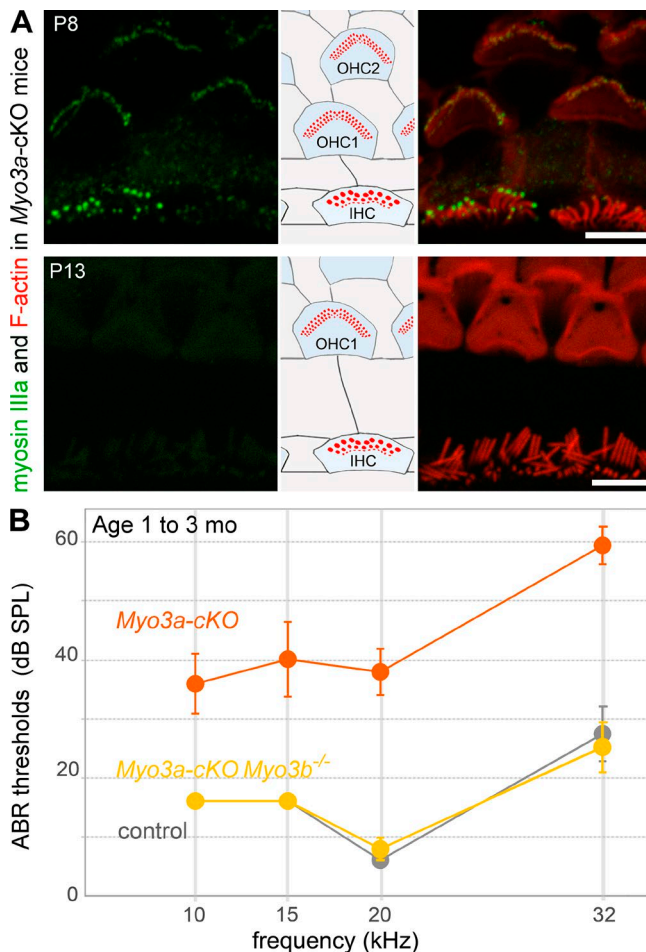 A
P8
OHC2
OHC1
IHC
myosin IIIa and F-actin in Myo3a-cKO mice
P13
OHC1
IHC
B
Age 1 to 3 mo
60
Myo3a-cKO
40
Myo3a-cKO Myo3b-/-
20
control
0
ABR thresholds (dB SPL)
10 15 20 32
frequency (kHz)